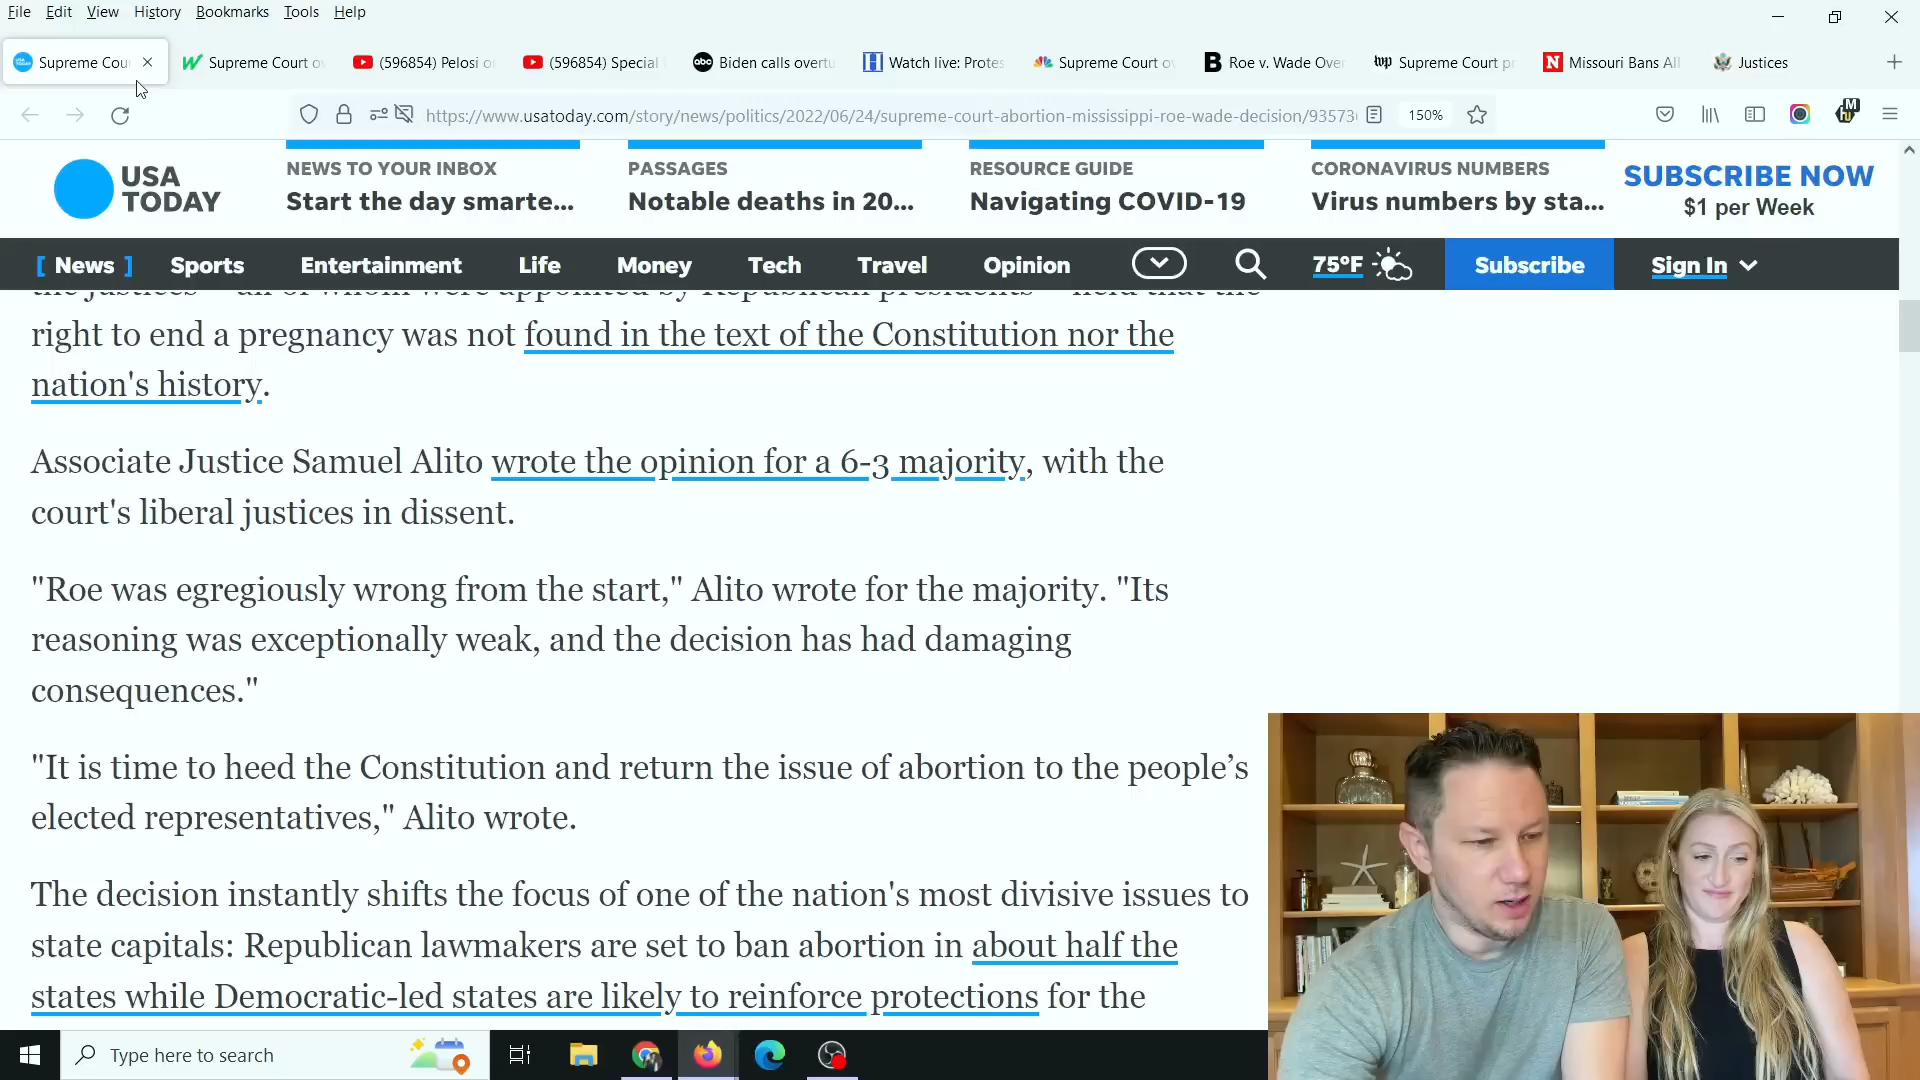 File Edit View History Bookmarks Tools Help
Supreme Cou
Supreme Court ov
(596854) Pelosi o
(596854) Special
abc Biden calls overtu
Watch live: Protes
Supreme Court ov
B Roe v. Wade Over
wp Supreme Court p
N Missouri Bans All
Justices
https://www.usatoday.com/story/news/politics/2022/06/24/supreme-court-abortion-mississippi-roe-wade-decision/93573
150%
M
USA
TODAY
NEWS TO YOUR INBOX
Start the day smarte...
PASSAGES
Notable deaths in 20...
RESOURCE GUIDE
Navigating COVID-19
CORONAVIRUS NUMBERS
Virus numbers by sta...
SUBSCRIBE NOW
$1 per Week
[ News ] Sports Entertainment Life Money Tech Travel Opinion 75°F Subscribe Sign In
right to end a pregnancy was not found in the text of the Constitution nor the
nation's history.
Associate Justice Samuel Alito wrote the opinion for a 6-3 majority, with the
court's liberal justices in dissent.
"Roe was egregiously wrong from the start," Alito wrote for the majority. "Its
reasoning was exceptionally weak, and the decision has had damaging
consequences."
"It is time to heed the Constitution and return the issue of abortion to the people’s
elected representatives," Alito wrote.
The decision instantly shifts the focus of one of the nation's most divisive issues to
state capitals: Republican lawmakers are set to ban abortion in about half the
states while Democratic-led states are likely to reinforce protections for the
Type here to search